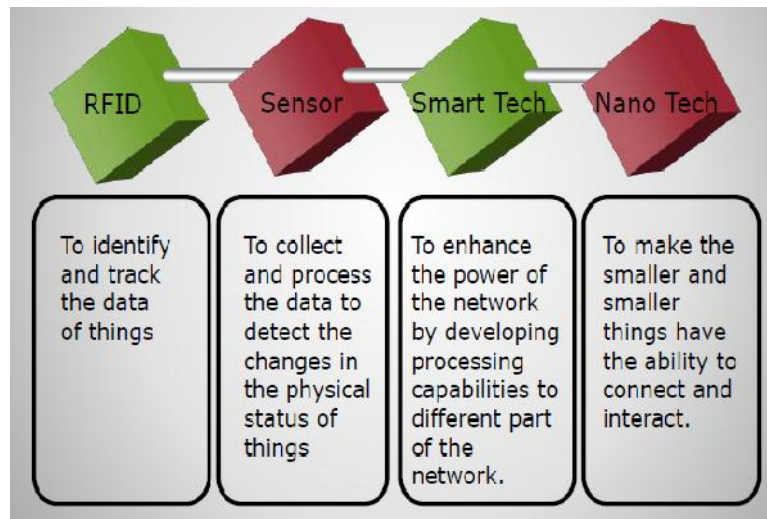 RFID
Sensor
Smart Tech
Nano Tech
To identify
and track
the data
of things
To collect
and process
the data to
detect the
changes in
the physical
status of
things
To enhance
the power of
the network
by developing
processing
capabilities to
different part
of the
network.
To make the
smaller and
smaller
things have
the ability to
connect and
interact.